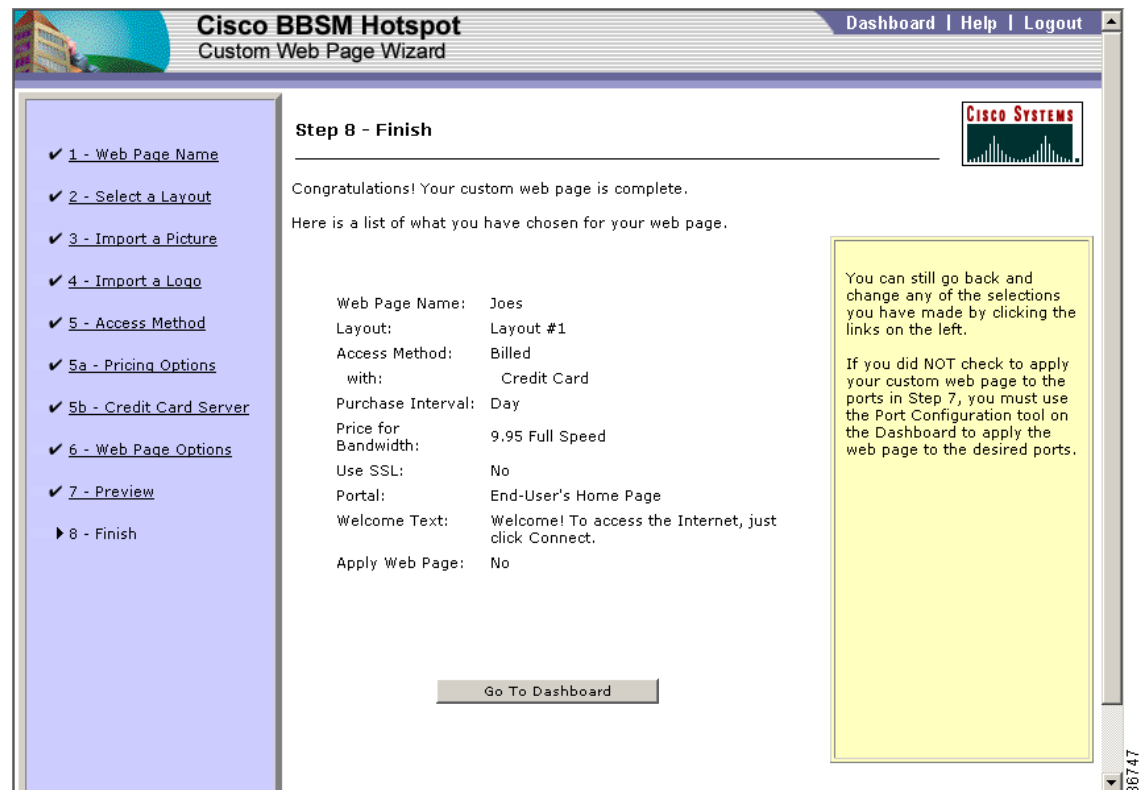 Cisco BBSM Hotspot
Custom Web Page Wizard
Dashboard | Help | Logout
✔ 1 - Web Page Name
✔ 2 - Select a Layout
✔ 3 - Import a Picture
✔ 4 - Import a Logo
✔ 5 - Access Method
✔ 5a - Pricing Options
✔ 5b - Credit Card Server
✔ 6 - Web Page Options
✔ 7 - Preview
8 - Finish
Step 8 - Finish
CISCO SYSTEMS
Congratulations! Your custom web page is complete.
Here is a list of what you have chosen for your web page.
Web Page Name: Joes
Layout: Layout #1
Access Method: Billed
with: Credit Card
Purchase Interval: Day
Price for
Bandwidth: 9.95 Full Speed
Use SSL: No
Portal: End-User's Home Page
Welcome Text: Welcome! To access the Internet, just
click Connect.
Apply Web Page: No
Go To Dashboard
You can still go back and
change any of the selections
you have made by clicking the
links on the left.
If you did NOT check to apply
your custom web page to the
ports in Step 7, you must use
the Port Configuration tool on
the Dashboard to apply the
web page to the desired ports.